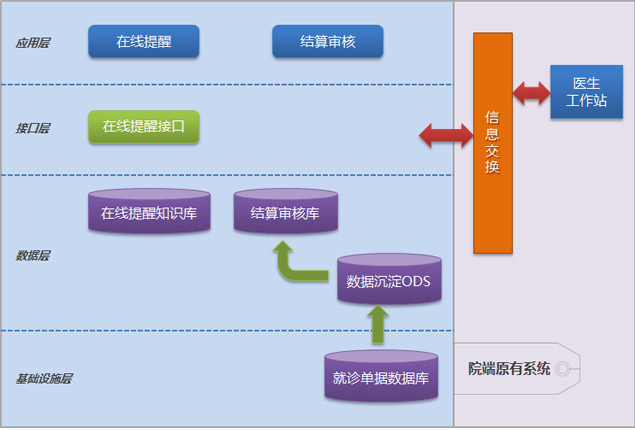 应用层
在线提醒
结算审核
接口层
在线提醒接口
信息交换
医生
工作站
数据层
在线提醒知识库
结算审核库
数据沉淀ODS
基础设施层
就诊单据数据库
院端原有系统